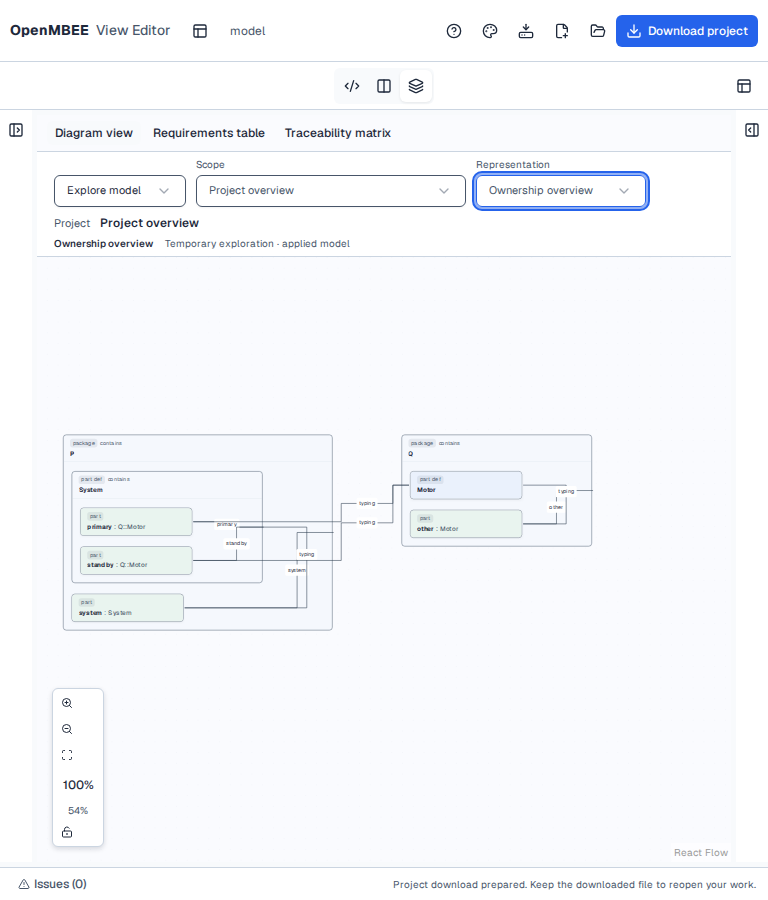 OpenMBEE View Editor model Download project
Diagram view Requirements table Traceability matrix
Scope Representation
Explore model Project overview Ownership overview
Project Project overview
Ownership overview Temporary exploration · applied model
package contains
P
part def contains
System
part
primary : Q::Motor
part
standby : Q::Motor
part
system : System
primary
standby
typing
system
typing
typing
package contains
Q
part def
Motor
part
other : Motor
typing
other
100%
54%
React Flow
Issues (0) Project download prepared. Keep the downloaded file to reopen your work.